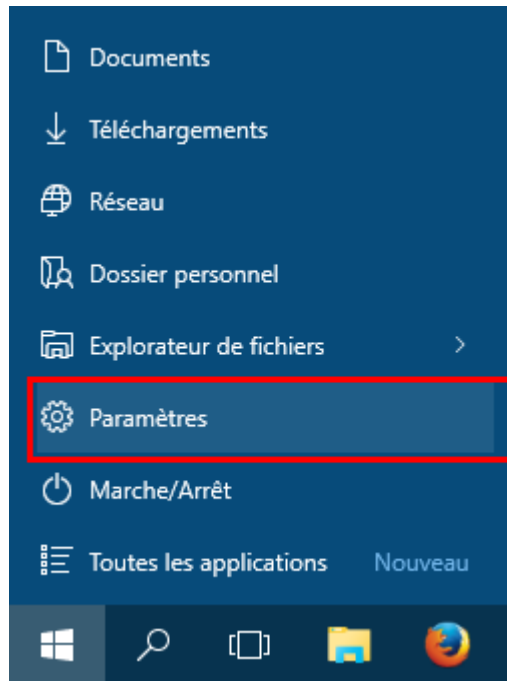 Documents
Téléchargements
Réseau
Dossier personnel
Explorateur de fichiers
Paramètres
Marche/Arrêt
Toutes les applications Nouveau